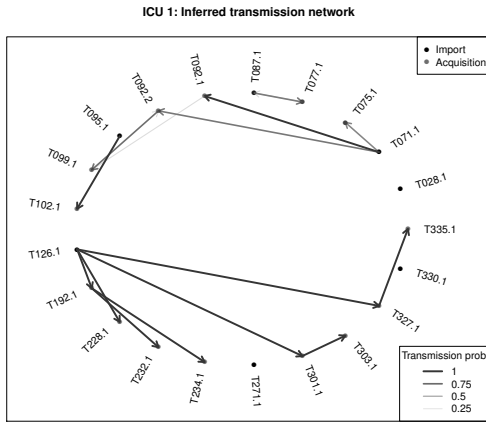 ICU 1: Inferred transmission network
Import
Acquisition
T087.1
T092.1
T077.1
T092.2
T075.1
T095.1
T071.1
T099.1
T028.1
T102.1
T335.1
T126.1
T330.1
T192.1
T327.1
T228.1
T303.1
T232.1
T301.1
T234.1
T271.1
Transmission prob
1
0.75
0.5
0.25